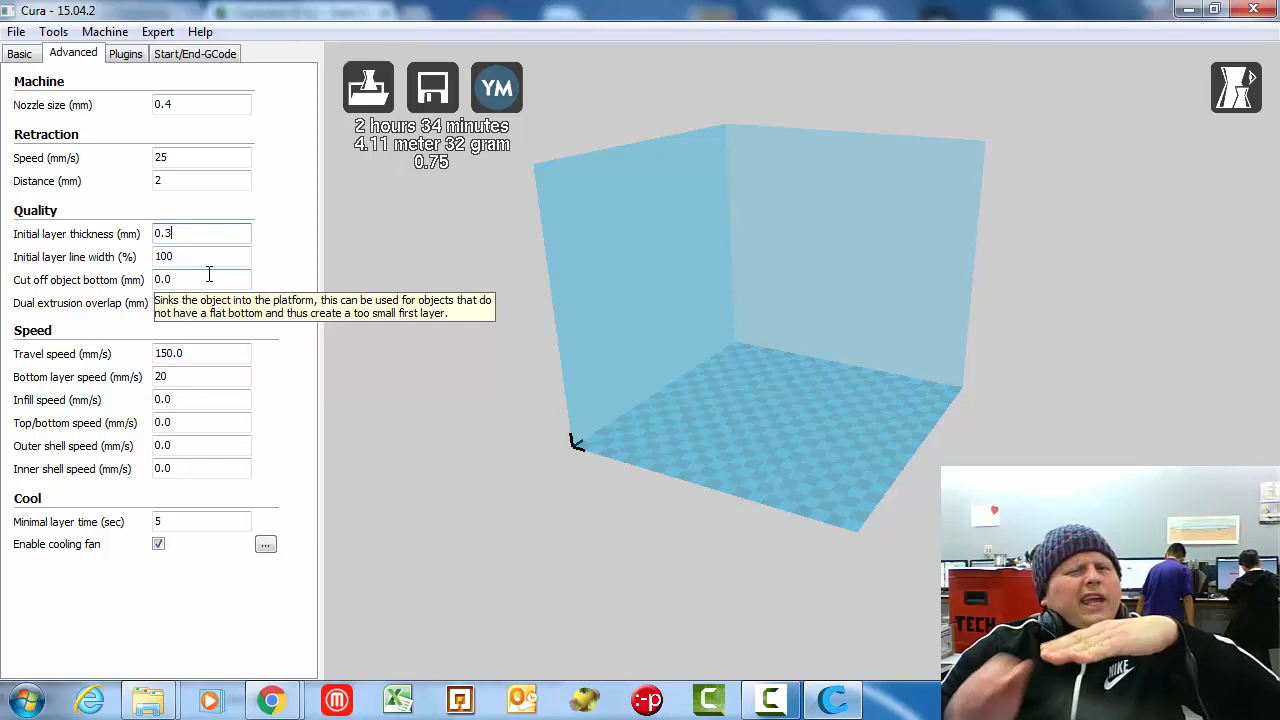 Cura - 15.04.2
File Tools Machine Expert Help
Basic Advanced Plugins Start/End-GCode
Machine
Nozzle size (mm) 0.4
Retraction
Speed (mm/s) 25
Distance (mm) 2
Quality
Initial layer thickness (mm) 0.3
Initial layer line width (%) 100
Cut off object bottom (mm) 0.0
Dual extrusion overlap (mm)
Sinks the object into the platform, this can be used for objects that do
not have a flat bottom and thus create a too small first layer.
Speed
Travel speed (mm/s) 150.0
Bottom layer speed (mm/s) 20
Infill speed (mm/s) 0.0
Top/bottom speed (mm/s) 0.0
Outer shell speed (mm/s) 0.0
Inner shell speed (mm/s) 0.0
Cool
Minimal layer time (sec) 5
Enable cooling fan ...
YM
2 hours 34 minutes
4.11 meter 32 gram
0.75
TECH
NIKE
:-p